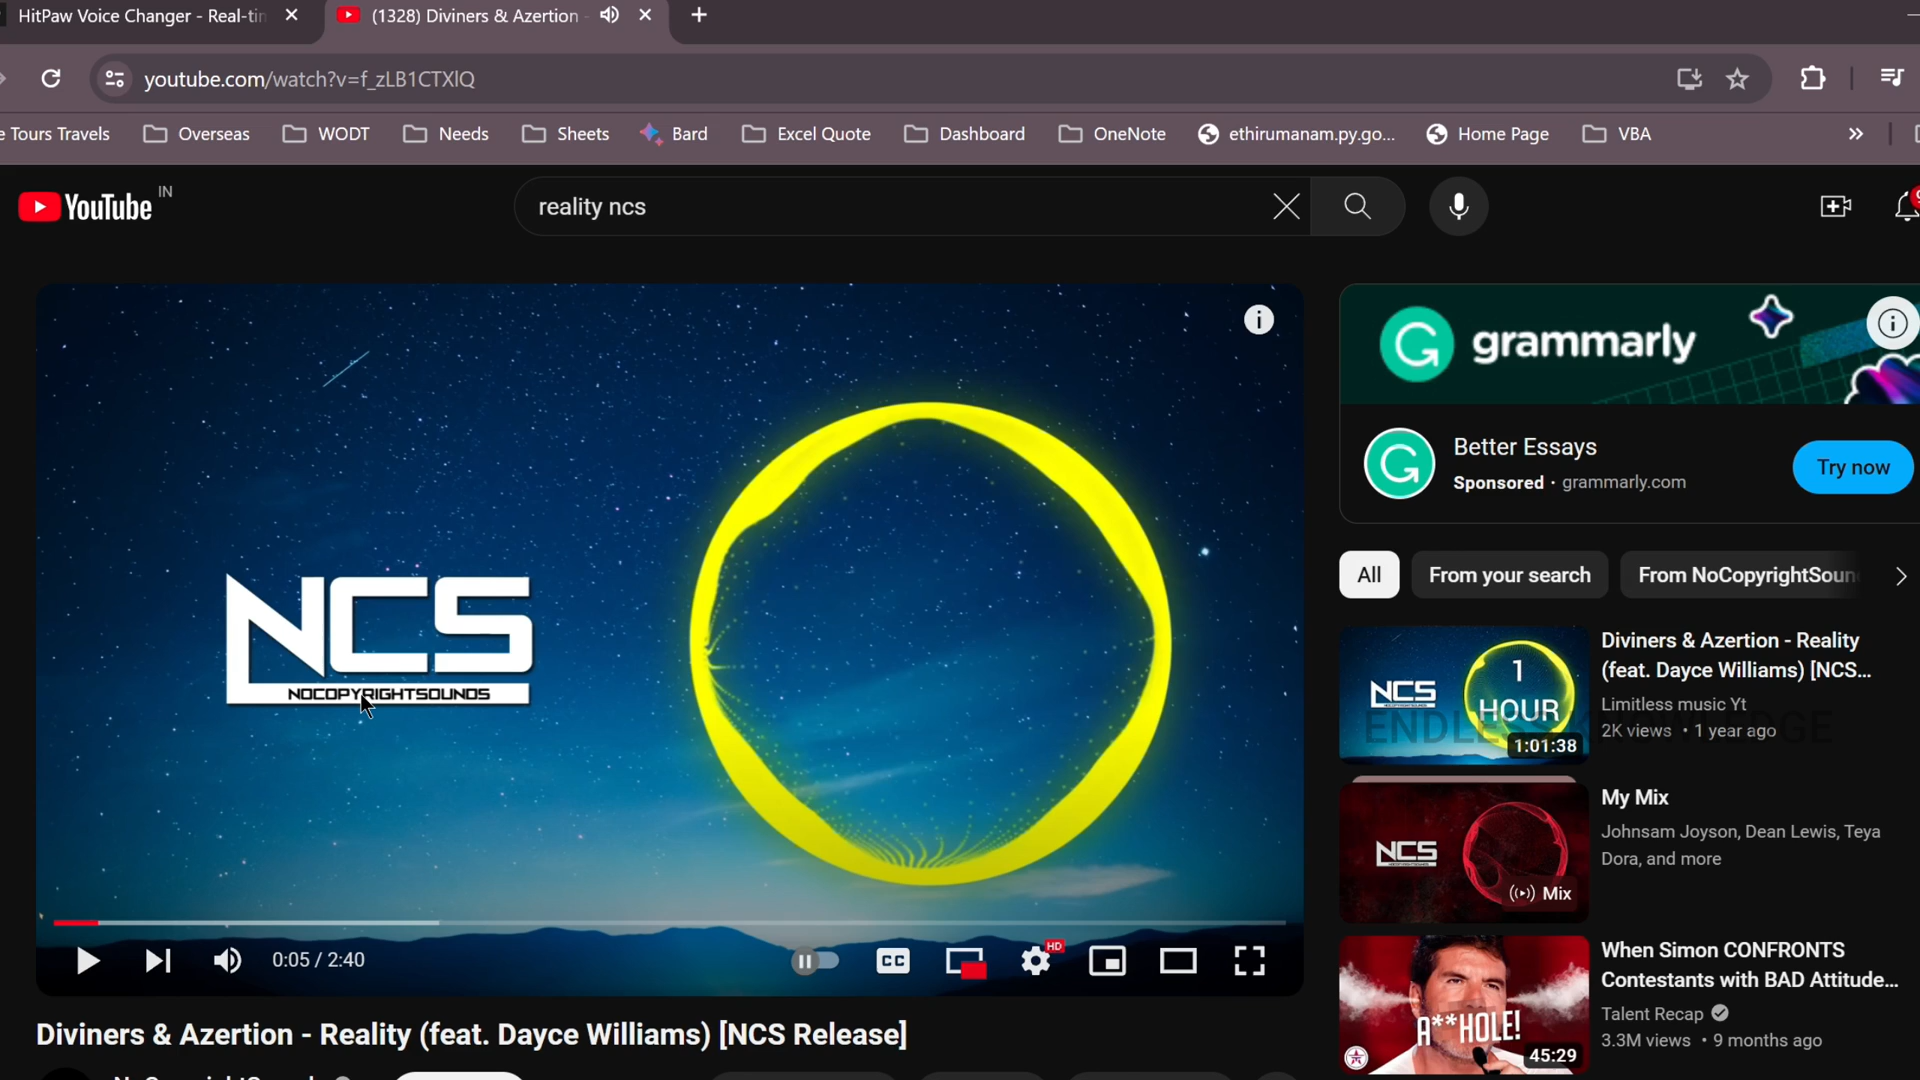 HitPaw Voice Changer - Real-tin
(1328) Diviners & Azertion -
youtube.com/watch?v=f_zLB1CTXlQ
e Tours Travels
Overseas
WODT
Needs
Sheets
Bard
Excel Quote
Dashboard
OneNote
ethirumanam.py.go...
Home Page
VBA
YouTube IN
reality ncs
NCS
NOCOPYRIGHTSOUNDS
0:05 / 2:40
CC
HD
Diviners & Azertion - Reality (feat. Dayce Williams) [NCS Release]
grammarly
Better Essays
Sponsored · grammarly.com
Try now
All
From your search
From NoCopyrightSoun
NCS
1
HOUR
1:01:38
Diviners & Azertion - Reality
(feat. Dayce Williams) [NCS...
Limitless music Yt
2K views • 1 year ago
NCS
Mix
My Mix
Johnsam Joyson, Dean Lewis, Teya
Dora, and more
A**HOLE!
45:29
When Simon CONFRONTS
Contestants with BAD Attitude...
Talent Recap
3.3M views • 9 months ago